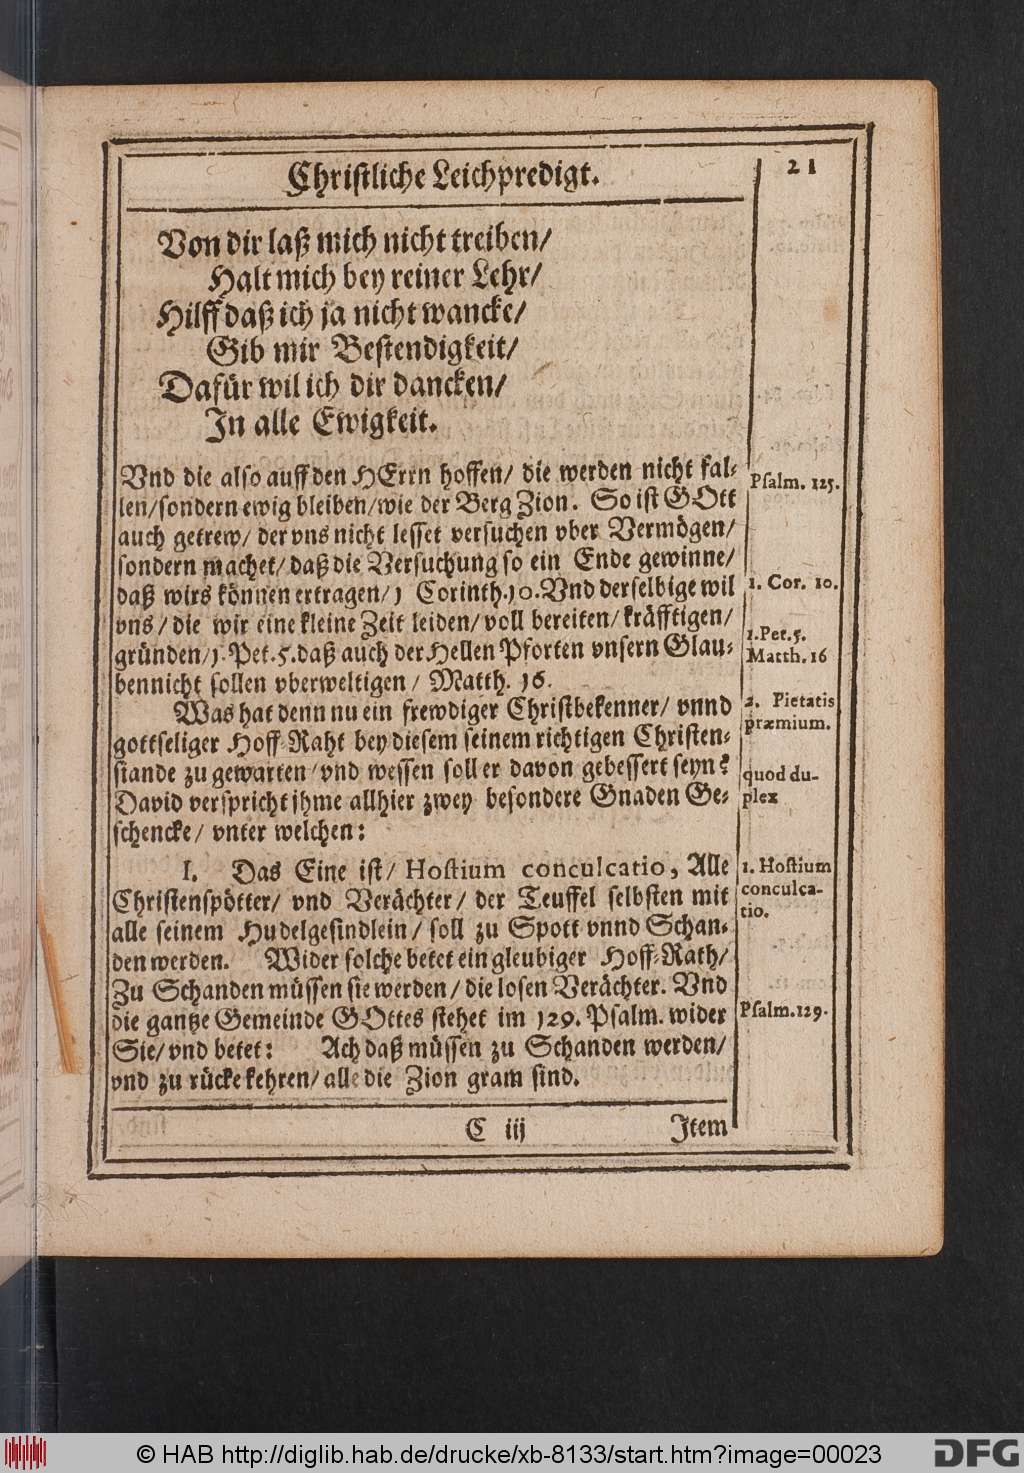 Christliche Leichpredigt. 21
Von dir laß mich nicht treiben/
Halt mich bey reiner Lehr/
Hilff daß ich ja nicht wancke/
Gib mir Bestendigkeit/
Dafür wil ich dir dancken/
In alle Ewigkeit.
Vnd die also auff den HErrn hoffen/ die werden nicht fal-
len/sondern ewig bleiben/wie der Berg Zion. So ist GOtt
auch getrew/ der vns nicht lesset versuchen vber Vermögen/
sondern machet/ daß die Versuchung so ein Ende gewinne/
daß wirs können ertragen/ 1 Corinth.10. Vnd derselbige wil
vns/ die wir eine kleine Zeit leiden/ voll bereiten/ kräfftigen/
gründen/1. Pet.5. daß auch der Hellen Pforten vnsern Glau-
ben nicht sollen vberweltigen/ Matth. 16.
Was hat denn nu ein frewdiger Christbekenner/ vnnd
gottseliger Hoff-Raht bey diesem seinem richtigen Christen-
stande zu gewarten/ vnd wessen soll er davon gebessert seyn?
David verspricht jhme allhier zwey besondere Gnaden Ge-
schencke/ vnter welchen:
I. Das Eine ist/ Hostium conculcatio, Alle
Christenspötter/ vnd Verächter/ der Teuffel selbsten mit
alle seinem Hudelgesindlein/ soll zu Spott vnnd Schan-
den werden. Wider solche betet ein gleubiger Hoff-Rath/
Zu Schanden müssen sie werden/ die losen Verächter. Vnd
die gantze Gemeinde GOttes stehet im 129. Psalm. wider
Sie/ vnd betet: Ach daß müssen zu Schanden werden/
vnd zu rücke kehren/ alle die Zion gram sind.
C iij Item
Psalm. 125.
1. Cor. 10.
1. Pet. 5.
Matth. 16
2. Pietatis
præmium.
quod du-
plex
1. Hostium
conculca-
tio.
Psalm. 129.
© HAB http://diglib.hab.de/drucke/xb-8133/start.htm?image=00023
DFG